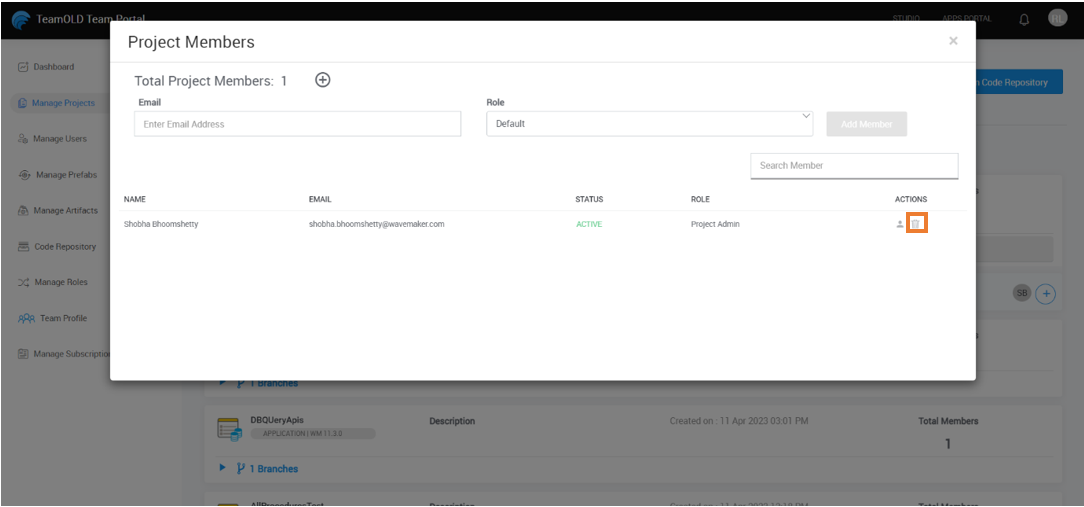 TeamOLD Team Portal
STUDIO
APPS PORTAL
RL
Dashboard
Manage Projects
Manage Users
Manage Prefabs
Manage Artifacts
Code Repository
Manage Roles
Team Profile
Manage Subscription
Code Repository
Project Members
×
Total Project Members: 1
Email
Role
Enter Email Address
Default
Add Member
Search Member
NAME EMAIL STATUS ROLE ACTIONS
Shobha Bhoomshetty shobha.bhoomshetty@wavemaker.com ACTIVE Project Admin
SB
1 Branches
DBQUeryApis Description Created on : 11 Apr 2023 03:01 PM Total Members
APPLICATION | WM 11.3.0
1
1 Branches
AllProceduresTest Description Created on : 11 Apr 2023 12:19 PM Total Members